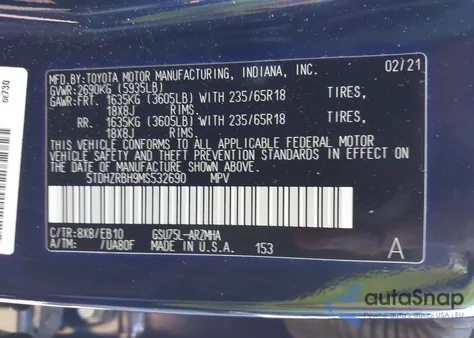 MFD.BY:TOYOTA MOTOR MANUFACTURING, INDIANA, INC. 02/21
GVWR:2690KG (5935LB)
GAWR:FRT. 1635KG (3605LB) WITH 235/65R18 TIRES,
18X8J RIMS
RR. 1635KG (3605LB) WITH 235/65R18 TIRES,
18X8J RIMS
THIS VEHICLE CONFORMS TO ALL APPLICABLE FEDERAL MOTOR
VEHICLE SAFETY AND THEFT PREVENTION STANDARDS IN EFFECT
ON THE DATE OF MANUFACTURE SHOWN ABOVE.
5TDHZRBH9MS532690 MPV
C/TR:8X8/EB10 GSU75L-ARZMHA
A/TM: /UA80F MADE IN U.S.A. 153 A
autoSnap